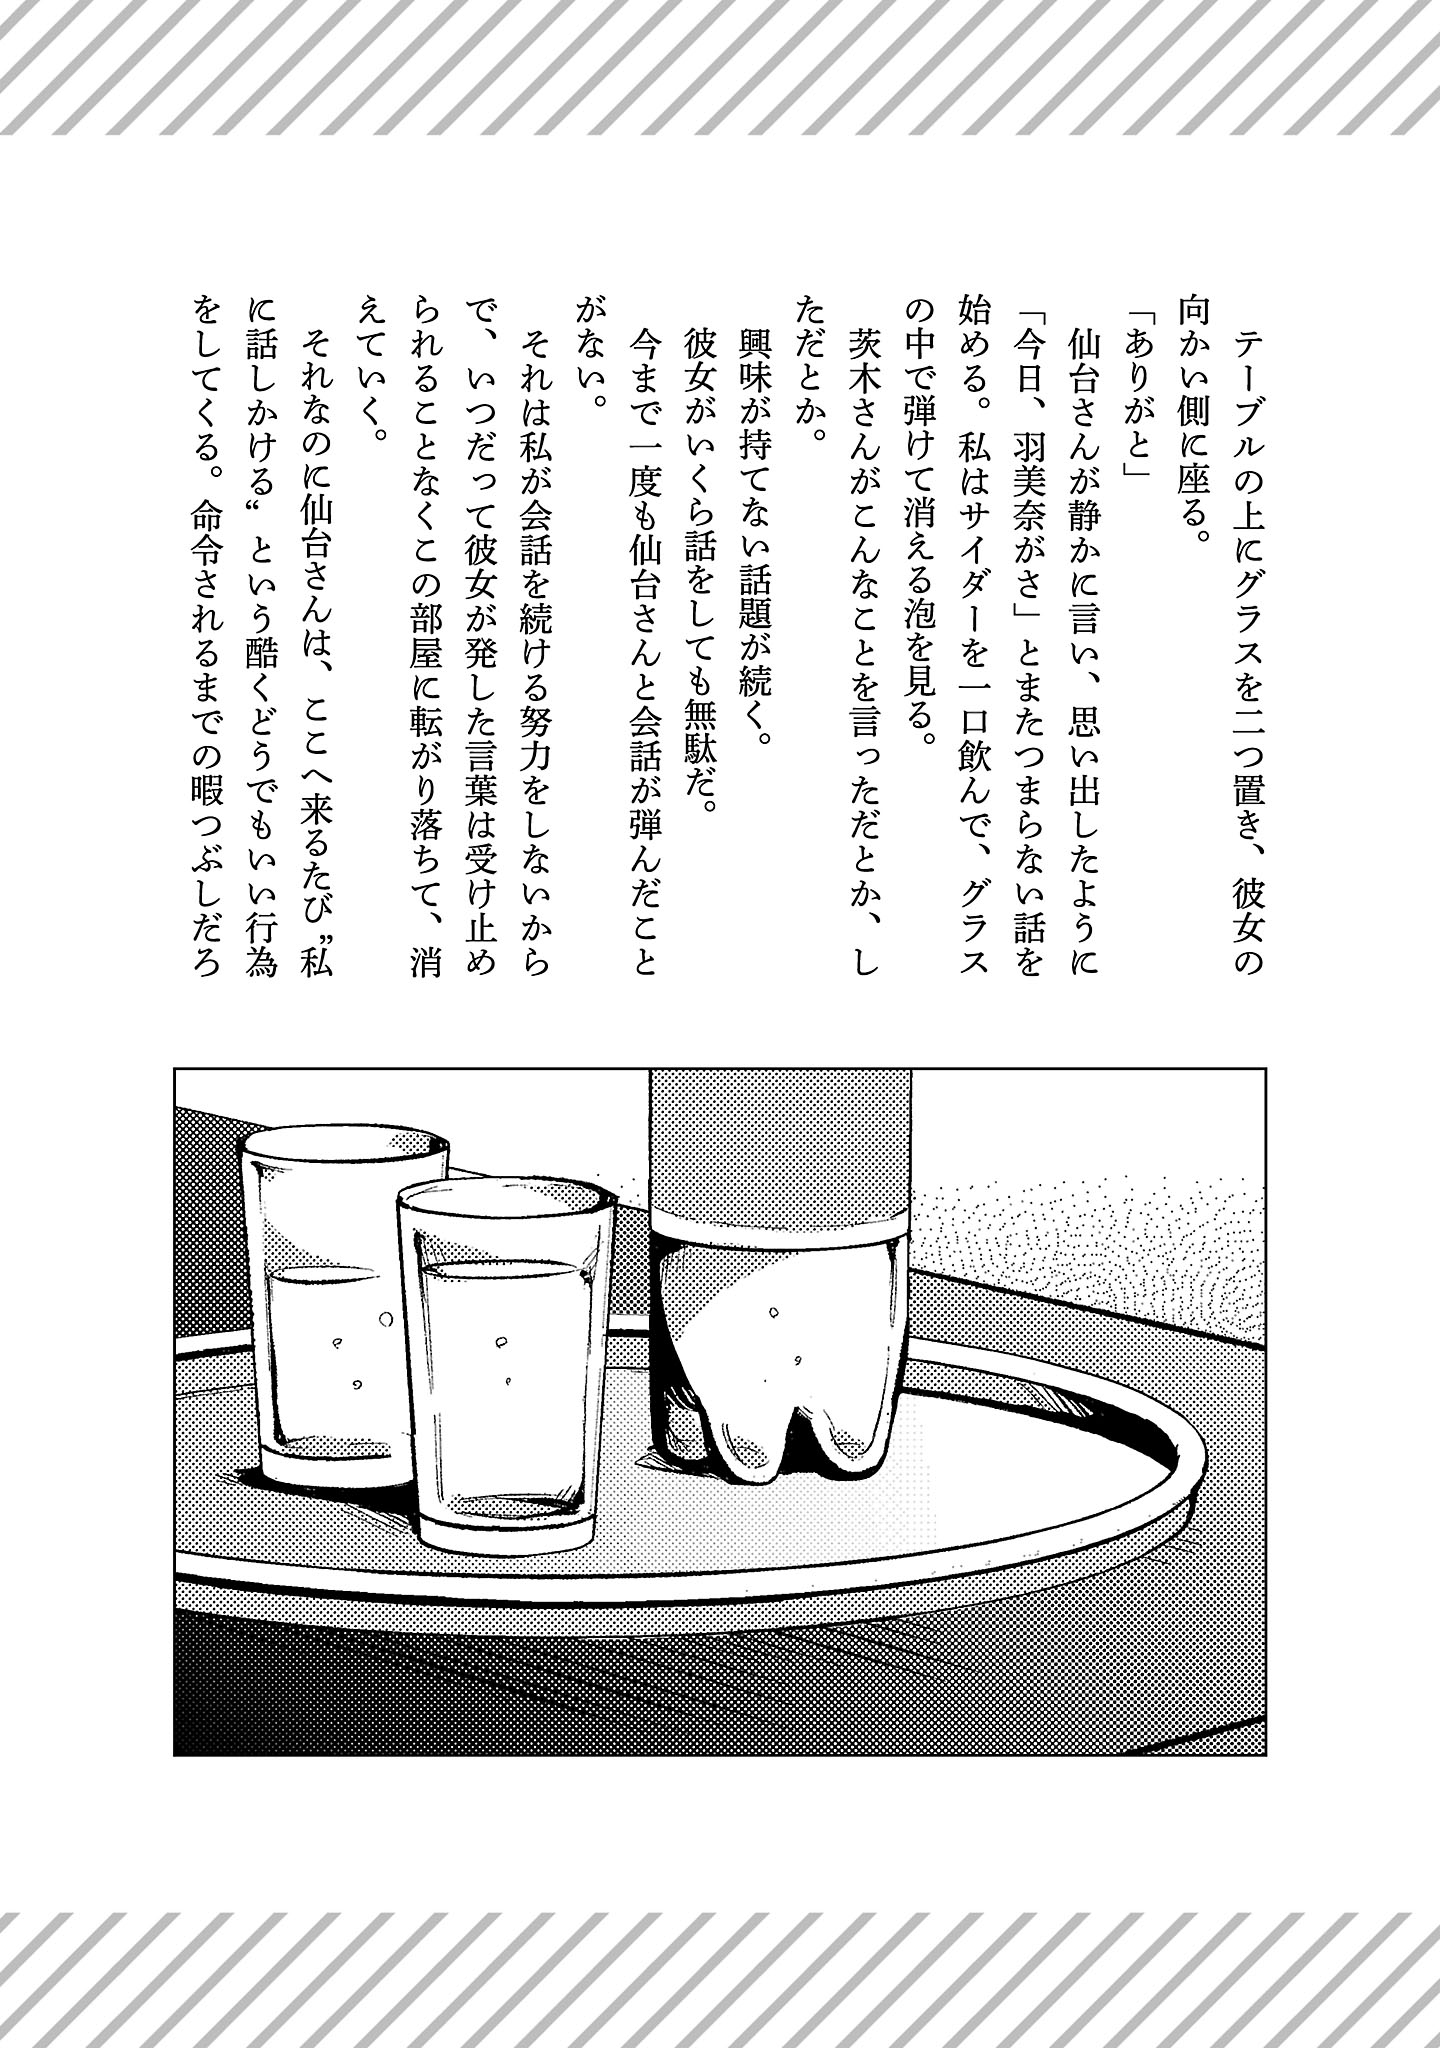 テーブルの上にグラスを二つ置き、彼女の
向かい側に座る。
「ありがと」
　仙台さんが静かに言い、思い出したように
「今日、羽美奈がさ」とまたつまらない話を
始める。私はサイダーを一口飲んで、グラス
の中で弾けて消える泡を見る。
　茨木さんがこんなことを言っただとか、し
ただとか。
　興味が持てない話題が続く。
　彼女がいくら話をしても無駄だ。
　今まで一度も仙台さんと会話が弾んだこと
がない。
　それは私が会話を続ける努力をしないから
で、いつだって彼女が発した言葉は受け止め
られることなくこの部屋に転がり落ちて、消
えていく。
　それなのに仙台さんは、ここへ来るたび”私
に話しかける“という酷くどうでもいい行為
をしてくる。命令されるまでの暇つぶしだろ